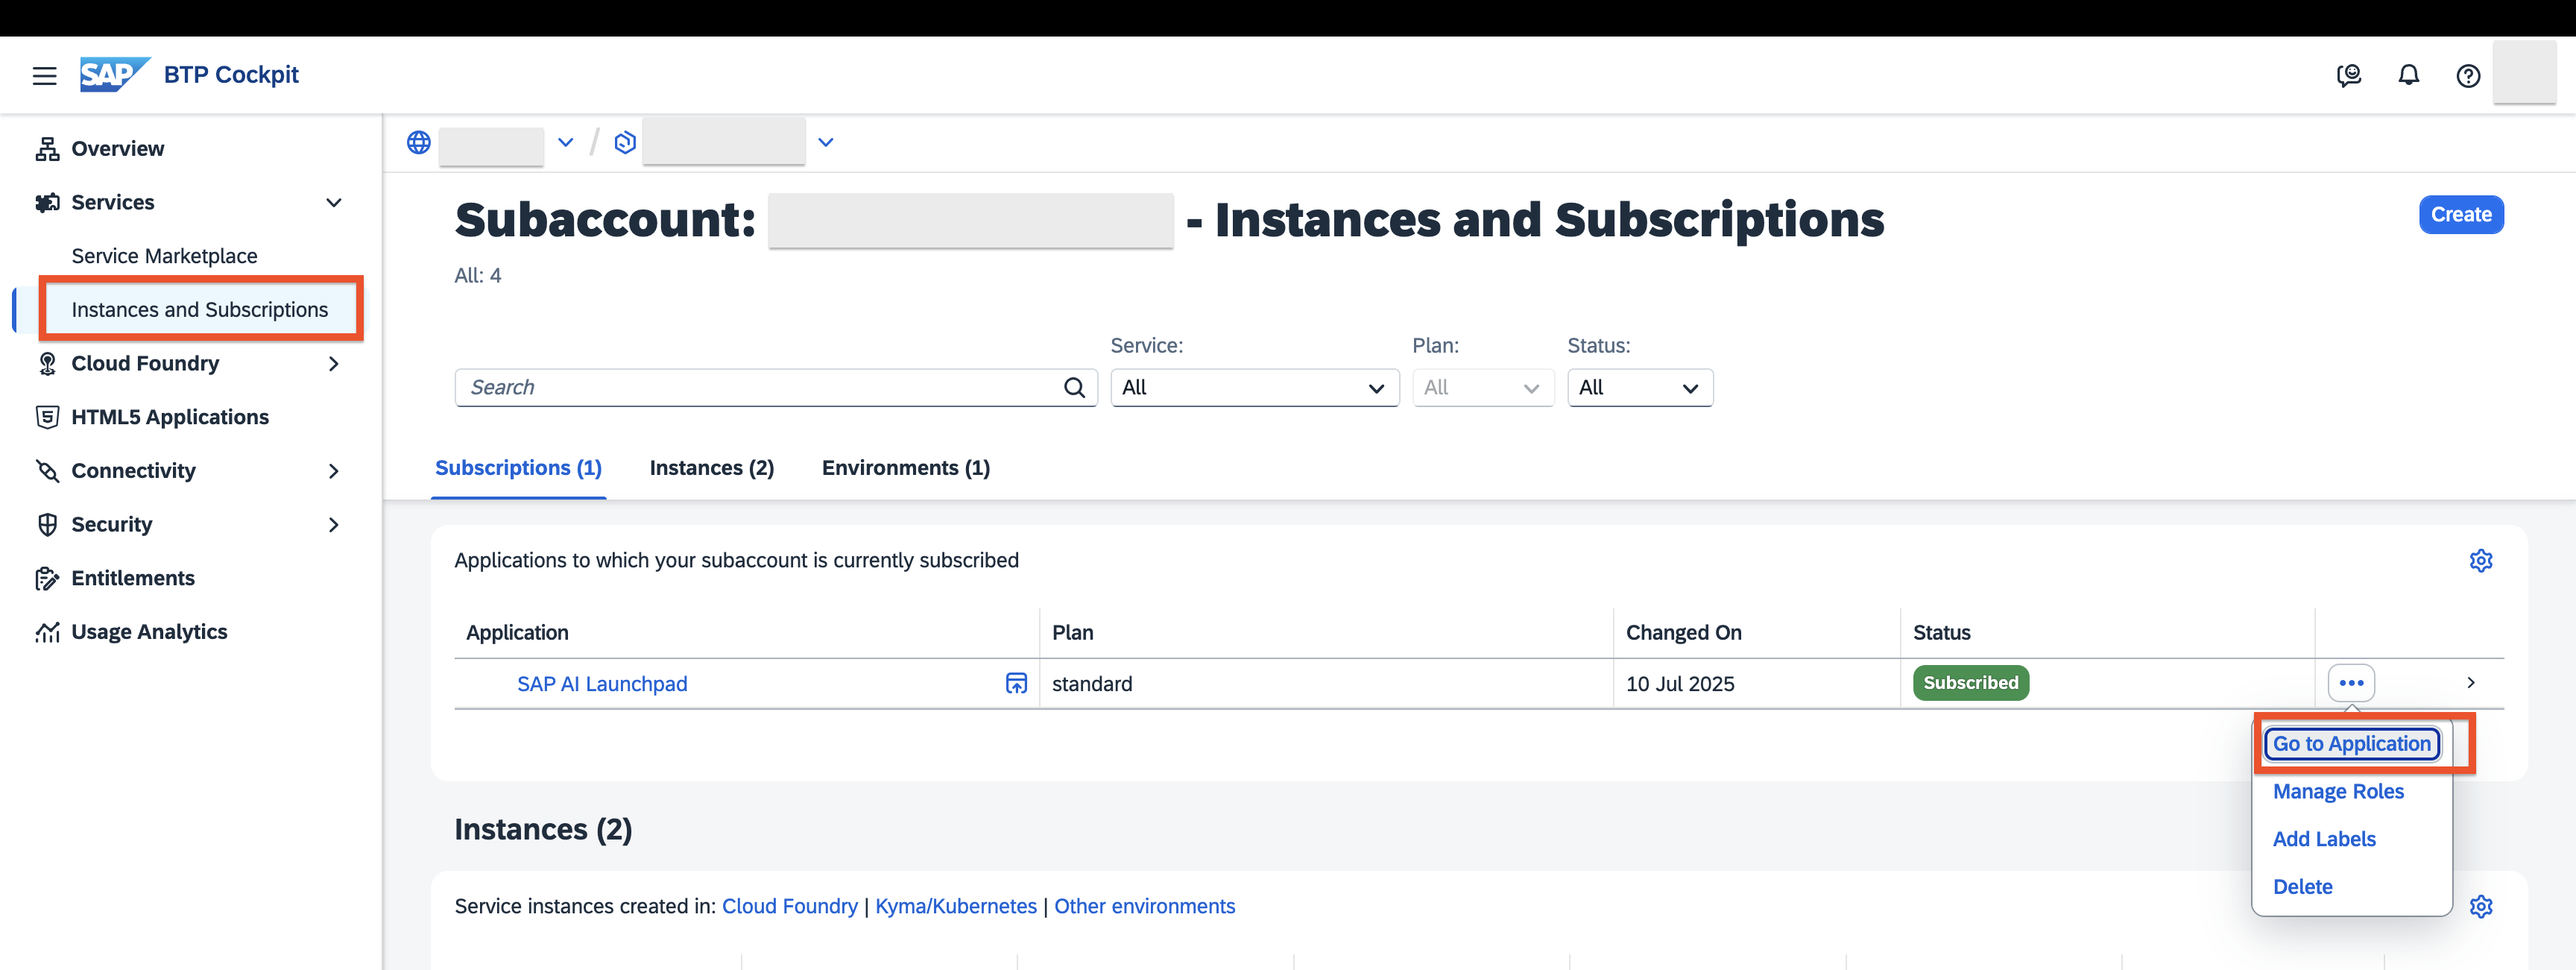 SAP BTP Cockpit
Overview
Services
Service Marketplace
Instances and Subscriptions
Cloud Foundry
HTML5 Applications
Connectivity
Security
Entitlements
Usage Analytics
/
Subaccount: - Instances and Subscriptions
Create
All: 4
Service: Plan: Status:
Search All All All
Subscriptions (1) Instances (2) Environments (1)
Applications to which your subaccount is currently subscribed
Application Plan Changed On Status
SAP AI Launchpad standard 10 Jul 2025 Subscribed
Go to Application
Manage Roles
Add Labels
Delete
Instances (2)
Service instances created in: Cloud Foundry | Kyma/Kubernetes | Other environments